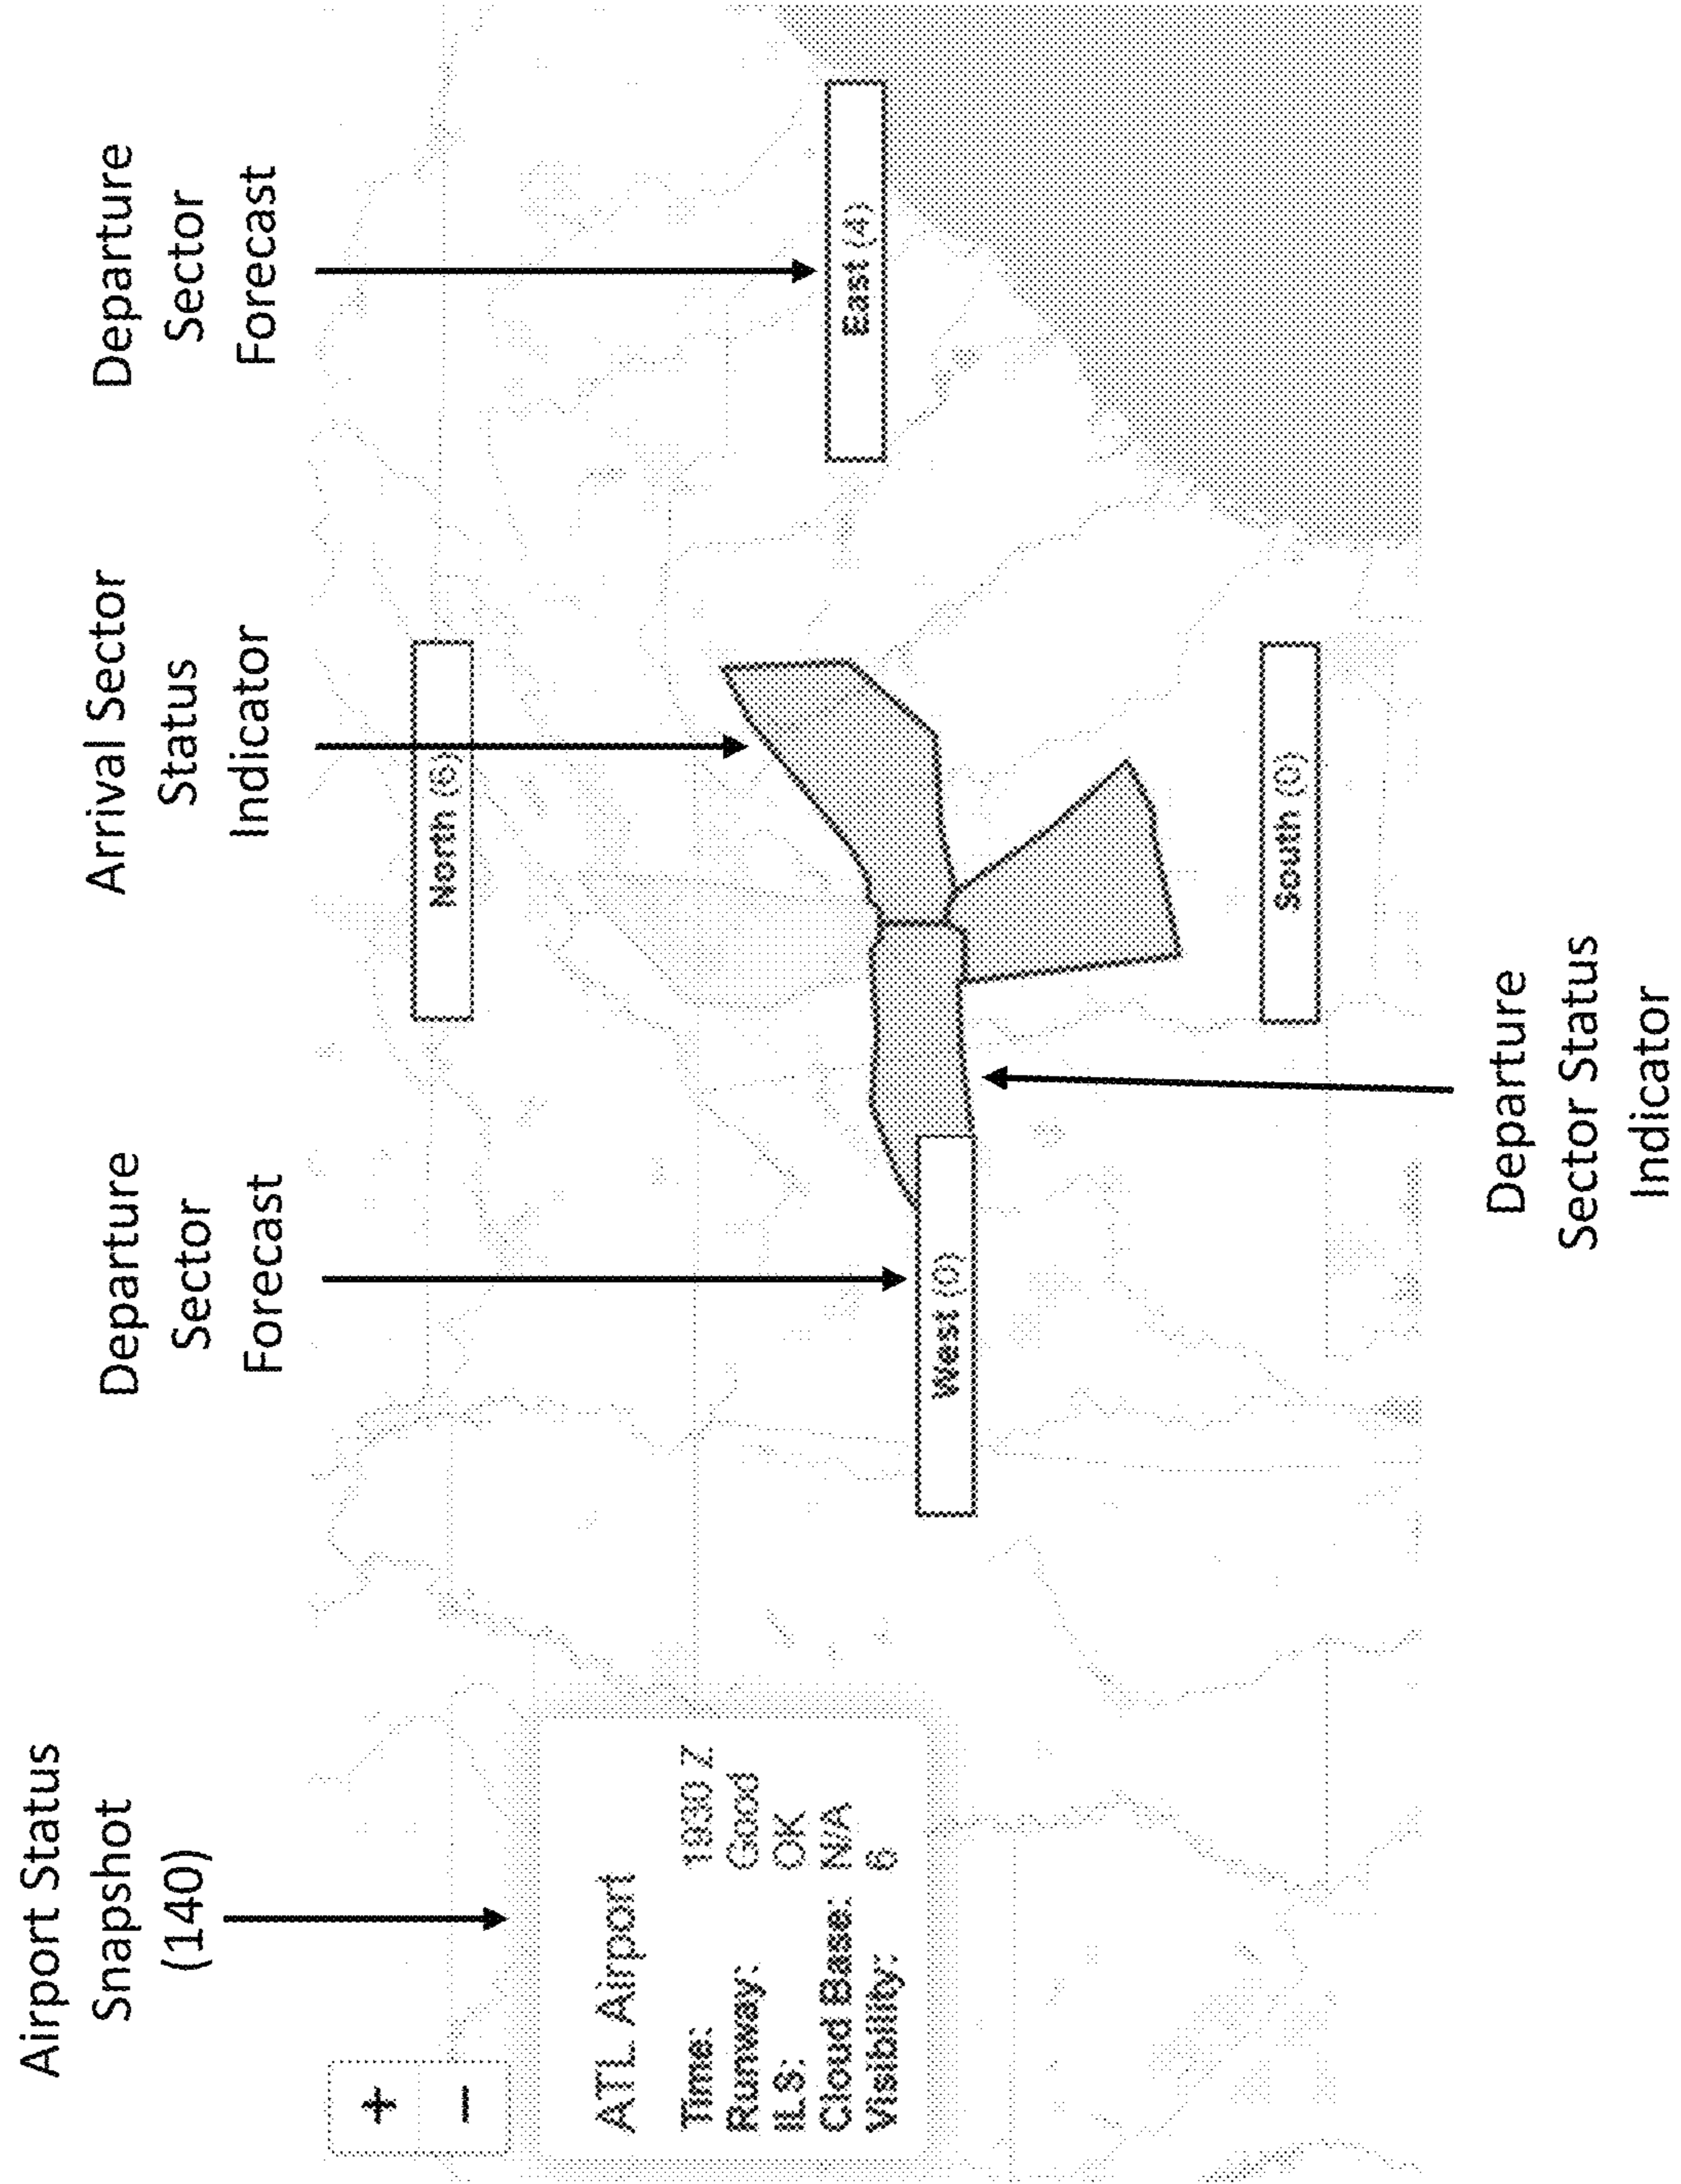 Airport Status
Snapshot
(140)
Departure
Sector
Forecast
Arrival Sector
Status
Indicator
Departure
Sector
Forecast
+
−
ATL Airport
Time: 1930 Z
Runway: Good
ILS: OK
Cloud Base: N/A
Visibility: 6
North (6)
East (4)
West (0)
South (0)
Departure
Sector Status
Indicator